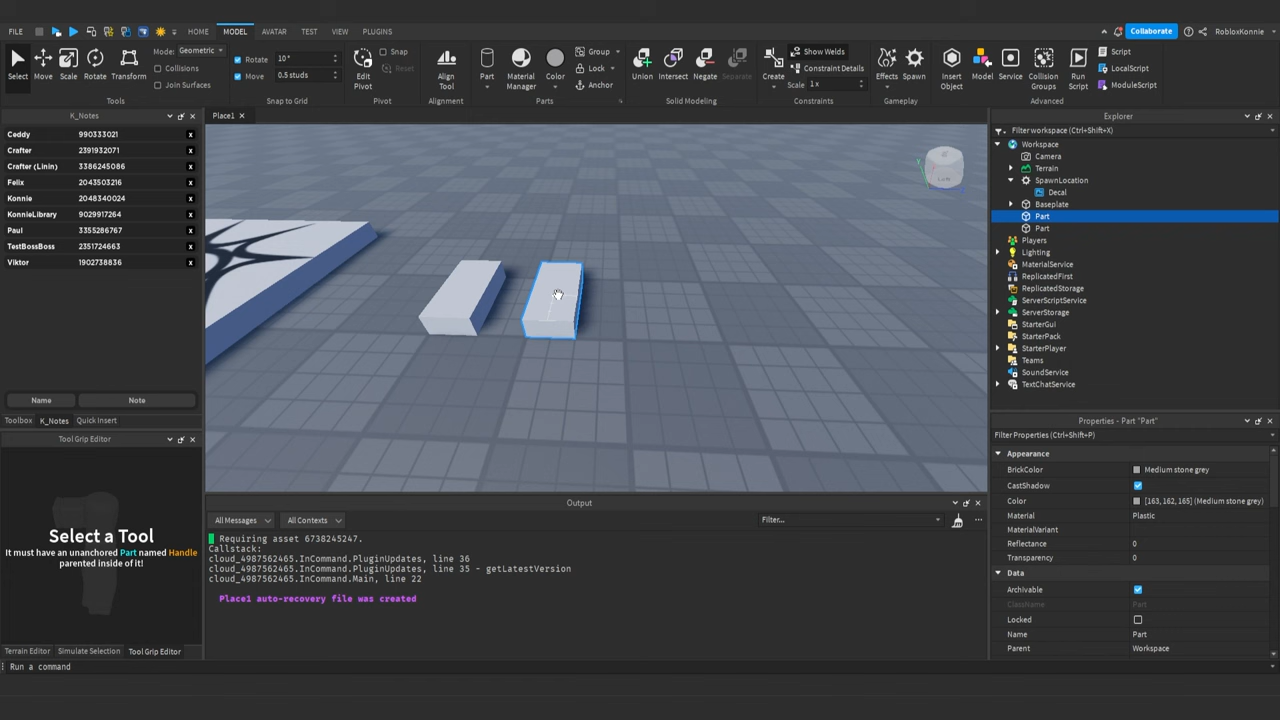 FILE HOME MODEL AVATAR TEST VIEW PLUGINS Collaborate RobloxKonnie
Select Move Scale Rotate Transform
Mode: Geometric
Collisions
Join Surfaces
Tools
Rotate 10°
Move 0.5 studs
Snap to Grid
Edit Pivot
Snap
Reset
Pivot
Align Tool
Alignment
Part Material Manager Color
Group
Lock
Anchor
Parts
Union Intersect Negate Separate
Solid Modeling
Create
Show Welds
Constraint Details
Scale 1x
Constraints
Effects Spawn
Gameplay
Insert Object Model Service Collision Groups Run Script
Script
LocalScript
ModuleScript
Advanced
K_Notes
Ceddy 990333021 x
Crafter 2391932071 x
Crafter (Linin) 3386245086 x
Felix 2043503216 x
Konnie 2048340024 x
KonnieLibrary 9029917264 x
Paul 3355286767 x
TestBossBoss 2351724663 x
Viktor 1902738836 x
Name Note
Toolbox K_Notes Quick Insert
Tool Grip Editor
Select a Tool
It must have an unanchored Part named Handle
parented inside of it!
Terrain Editor Simulate Selection Tool Grip Editor
Run a command
Place1
Output
All Messages All Contexts Filter...
Requiring asset 6738245247.
Callstack:
cloud_4987562465.InCommand.PluginUpdates, line 36
cloud_4987562465.InCommand.PluginUpdates, line 35 - getLatestVersion
cloud_4987562465.InCommand.Main, line 22
Place1 auto-recovery file was created
Explorer
Filter workspace (Ctrl+Shift+X)
Workspace
Camera
Terrain
SpawnLocation
Decal
Baseplate
Part
Part
Players
Lighting
MaterialService
ReplicatedFirst
ReplicatedStorage
ServerScriptService
ServerStorage
StarterGui
StarterPack
StarterPlayer
Teams
SoundService
TextChatService
Properties - Part "Part"
Filter Properties (Ctrl+Shift+P)
Appearance
BrickColor Medium stone grey
CastShadow
Color [163, 162, 165] (Medium stone grey)
Material Plastic
MaterialVariant
Reflectance 0
Transparency 0
Data
Archivable
ClassName Part
Locked
Name Part
Parent Workspace